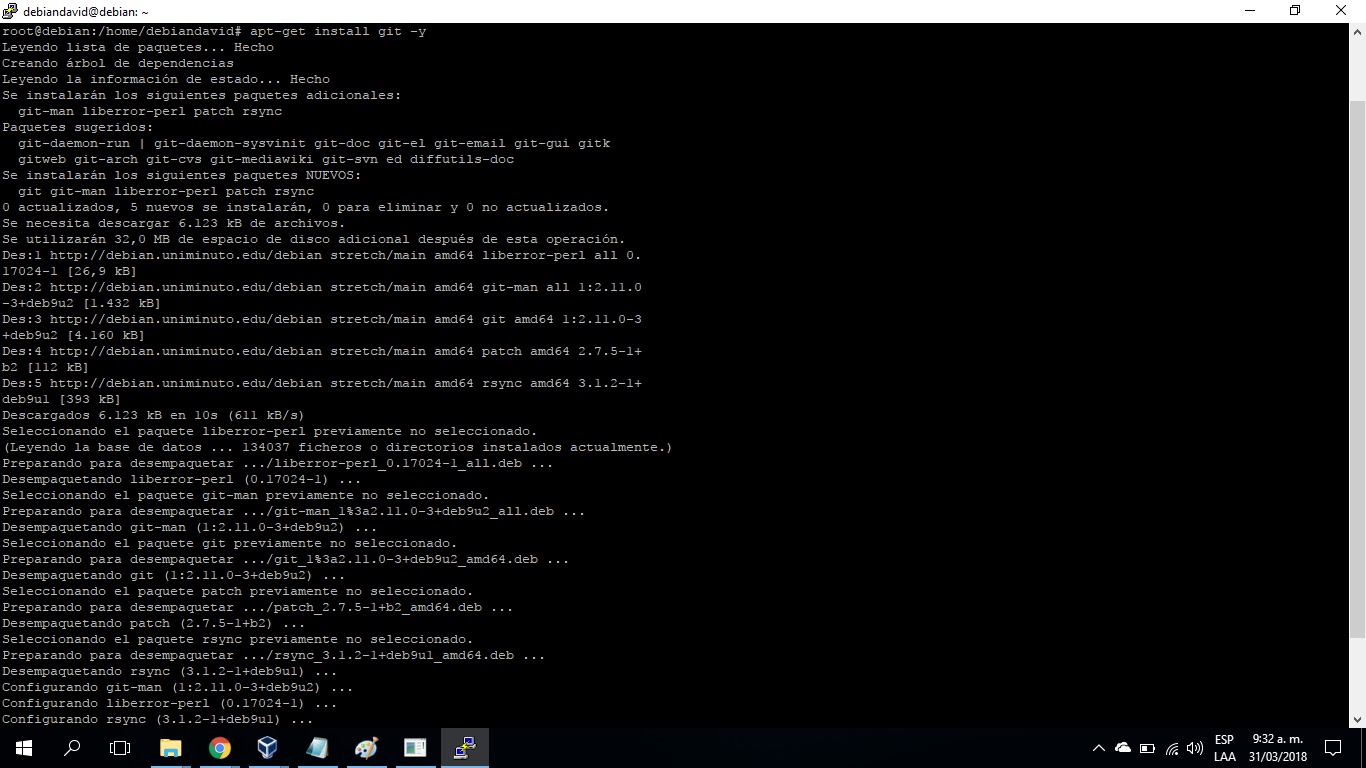 debiandavid@debian: ~
root@debian:/home/debiandavid# apt-get install git -y
Leyendo lista de paquetes... Hecho
Creando árbol de dependencias
Leyendo la información de estado... Hecho
Se instalarán los siguientes paquetes adicionales:
  git-man liberror-perl patch rsync
Paquetes sugeridos:
  git-daemon-run | git-daemon-sysvinit git-doc git-el git-email git-gui gitk
  gitweb git-arch git-cvs git-mediawiki git-svn ed diffutils-doc
Se instalarán los siguientes paquetes NUEVOS:
  git git-man liberror-perl patch rsync
0 actualizados, 5 nuevos se instalarán, 0 para eliminar y 0 no actualizados.
Se necesita descargar 6.123 kB de archivos.
Se utilizarán 32,0 MB de espacio de disco adicional después de esta operación.
Des:1 http://debian.uniminuto.edu/debian stretch/main amd64 liberror-perl all 0.
17024-1 [26,9 kB]
Des:2 http://debian.uniminuto.edu/debian stretch/main amd64 git-man all 1:2.11.0
-3+deb9u2 [1.432 kB]
Des:3 http://debian.uniminuto.edu/debian stretch/main amd64 git amd64 1:2.11.0-3
+deb9u2 [4.160 kB]
Des:4 http://debian.uniminuto.edu/debian stretch/main amd64 patch amd64 2.7.5-1+
b2 [112 kB]
Des:5 http://debian.uniminuto.edu/debian stretch/main amd64 rsync amd64 3.1.2-1+
deb9u1 [393 kB]
Descargados 6.123 kB en 10s (611 kB/s)
Seleccionando el paquete liberror-perl previamente no seleccionado.
(Leyendo la base de datos ... 134037 ficheros o directorios instalados actualmente.)
Preparando para desempaquetar .../liberror-perl_0.17024-1_all.deb ...
Desempaquetando liberror-perl (0.17024-1) ...
Seleccionando el paquete git-man previamente no seleccionado.
Preparando para desempaquetar .../git-man_1%3a2.11.0-3+deb9u2_all.deb ...
Desempaquetando git-man (1:2.11.0-3+deb9u2) ...
Seleccionando el paquete git previamente no seleccionado.
Preparando para desempaquetar .../git_1%3a2.11.0-3+deb9u2_amd64.deb ...
Desempaquetando git (1:2.11.0-3+deb9u2) ...
Seleccionando el paquete patch previamente no seleccionado.
Preparando para desempaquetar .../patch_2.7.5-1+b2_amd64.deb ...
Desempaquetando patch (2.7.5-1+b2) ...
Seleccionando el paquete rsync previamente no seleccionado.
Preparando para desempaquetar .../rsync_3.1.2-1+deb9u1_amd64.deb ...
Desempaquetando rsync (3.1.2-1+deb9u1) ...
Configurando git-man (1:2.11.0-3+deb9u2) ...
Configurando liberror-perl (0.17024-1) ...
Configurando rsync (3.1.2-1+deb9u1) ...
ESP 9:32 a. m.
LAA 31/03/2018